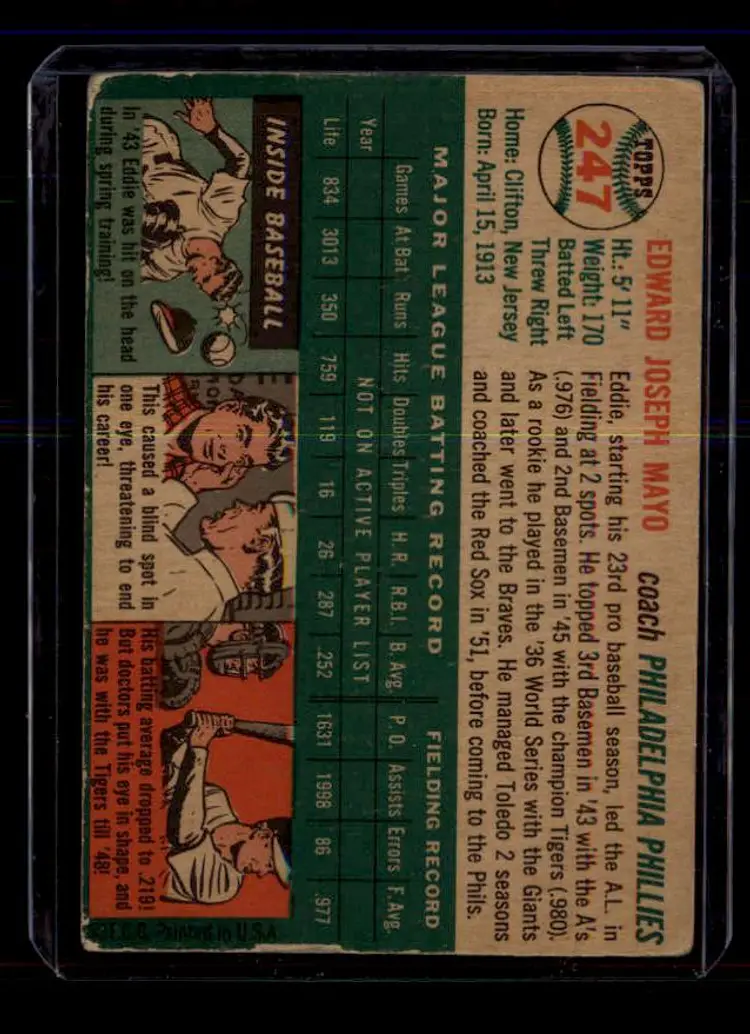 TOPPS
247
EDWARD JOSEPH MAYO
coach PHILADELPHIA PHILLIES
Ht.: 5' 11"
Weight: 170
Batted Left
Threw Right
Home: Clifton, New Jersey
Born: April 15, 1913
Eddie, starting his 23rd pro baseball season, led the A.L. in
Fielding at 2 spots. He topped 3rd Basemen in '43 with the A's
(.976) and 2nd Basemen in '45 with the champion Tigers (.980).
As a rookie he played in the '36 World Series with the Giants
and later went to the Braves. He managed Toledo 2 seasons
and coached the Red Sox in '51, before coming to the Phils.
MAJOR LEAGUE BATTING RECORD FIELDING RECORD
Games At Bat Runs Hits Doubles Triples H.R. R.B.I. B. Avg. P.O. Assists Errors F. Avg.
Year NOT ON ACTIVE PLAYER LIST
Life 834 3013 350 759 119 16 26 287 .252 1631 1998 86 .977
INSIDE BASEBALL
In '43 Eddie was hit on the head
during spring training!
This caused a blind spot in
one eye, threatening to end
his career!
His batting average dropped to .219!
But doctors put his eye in shape, and
he was with the Tigers till '48!
T.C.G. Printed in U.S.A.